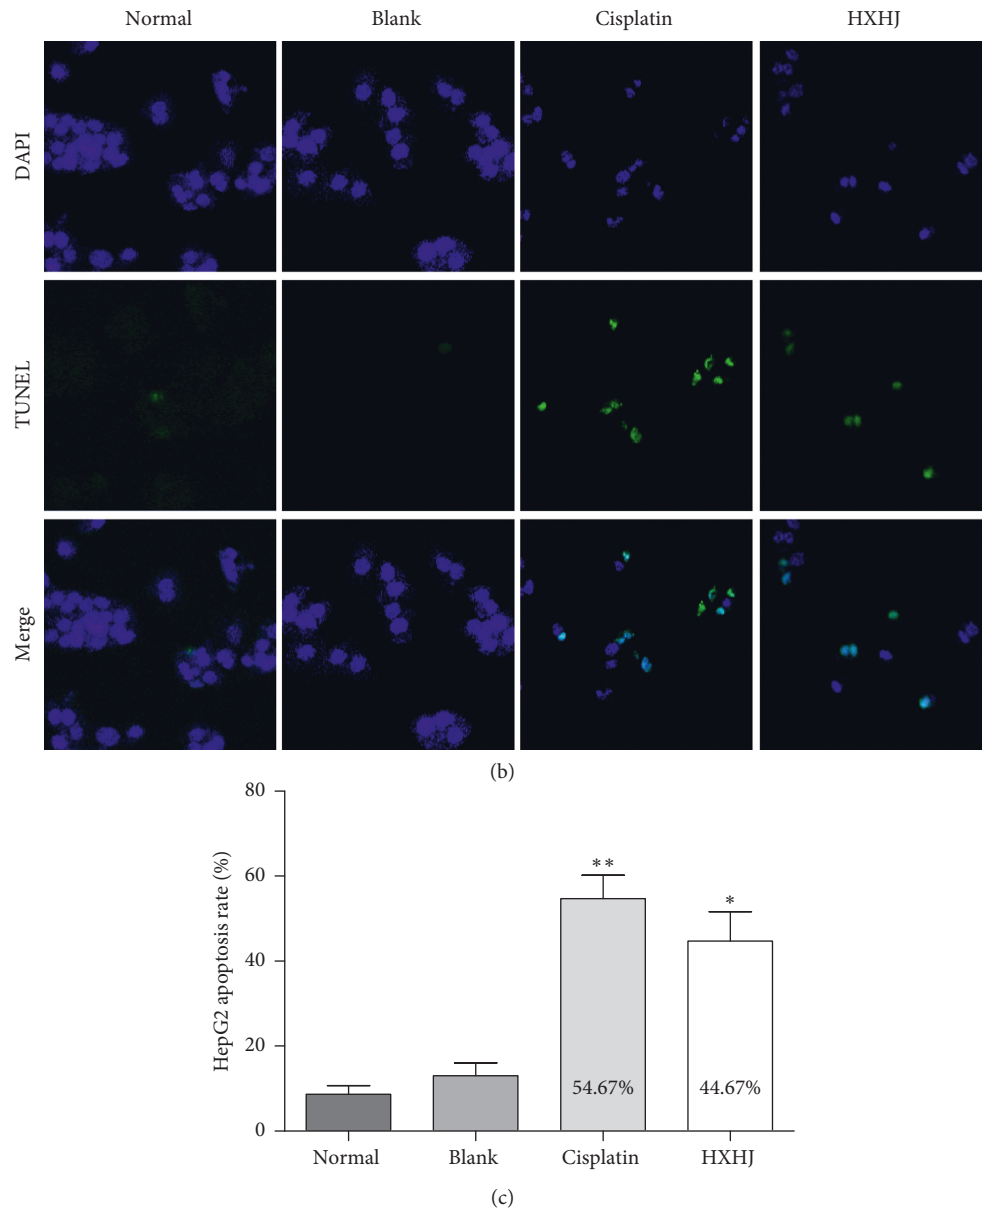 Normal Blank Cisplatin HXHJ
DAPI
TUNEL
Merge
(b)
HepG2 apoptosis rate (%)
80
60
40
20
0
**
*
54.67%
44.67%
Normal Blank Cisplatin HXHJ
(c)